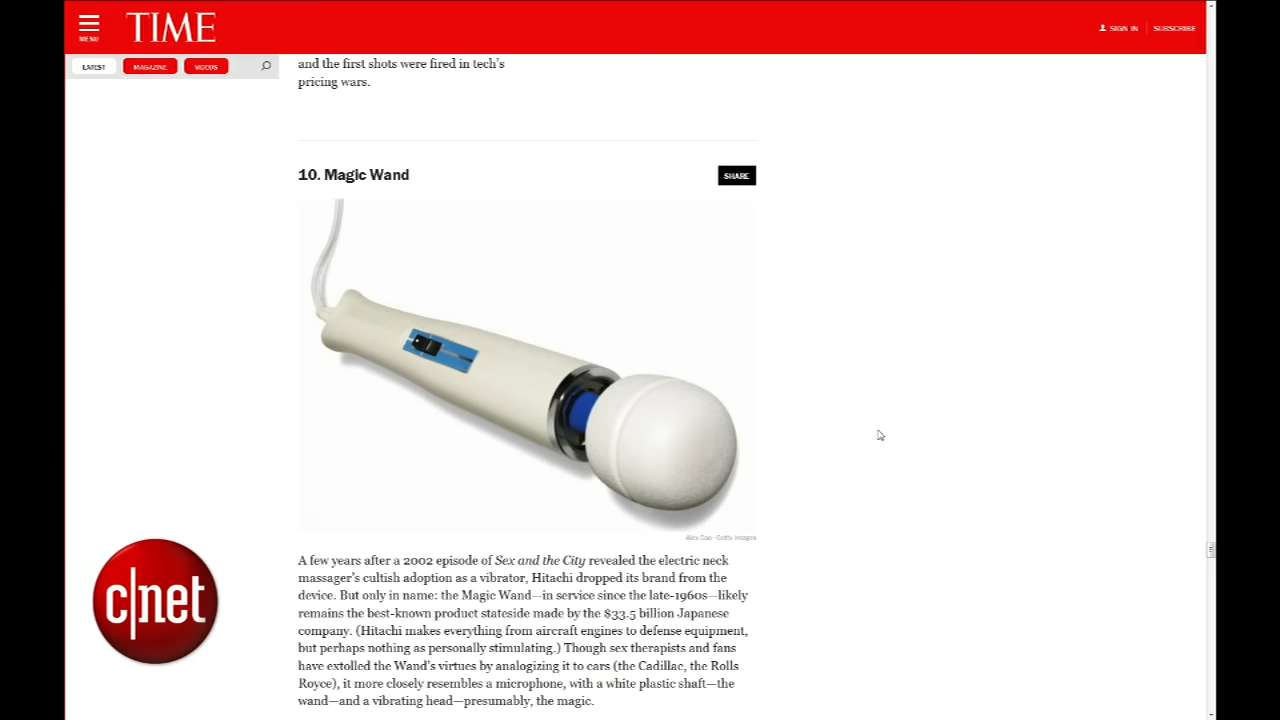 MENU
TIME
SIGN IN
SUBSCRIBE
LATEST
MAGAZINE
VIDEOS
and the first shots were fired in tech's
pricing wars.
10. Magic Wand
SHARE
Alex Cao—Getty Images
A few years after a 2002 episode of Sex and the City revealed the electric neck
massager's cultish adoption as a vibrator, Hitachi dropped its brand from the
device. But only in name: the Magic Wand—in service since the late-1960s—likely
remains the best-known product stateside made by the $33.5 billion Japanese
company. (Hitachi makes everything from aircraft engines to defense equipment,
but perhaps nothing as personally stimulating.) Though sex therapists and fans
have extolled the Wand's virtues by analogizing it to cars (the Cadillac, the Rolls
Royce), it more closely resembles a microphone, with a white plastic shaft—the
wand—and a vibrating head—presumably, the magic.
c|net